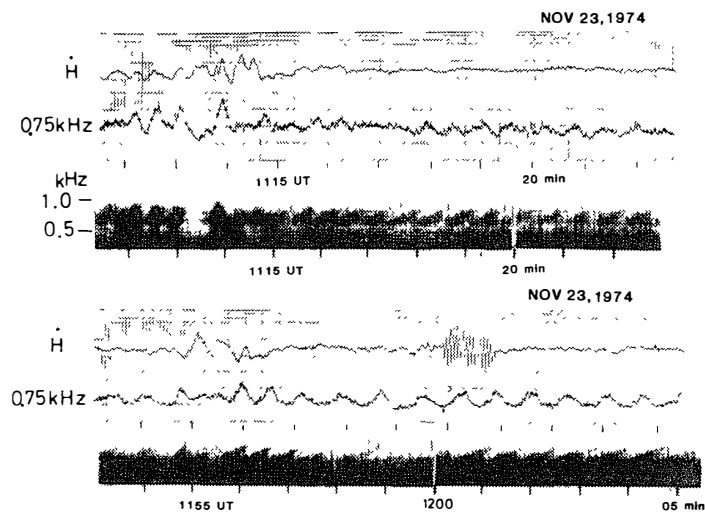 NOV 23, 1974
Ḣ
0.75kHz
1115 UT 20 min
kHz
1.0
0.5
1115 UT 20 min
NOV 23, 1974
Ḣ
0.75kHz
1155 UT 1200 05 min